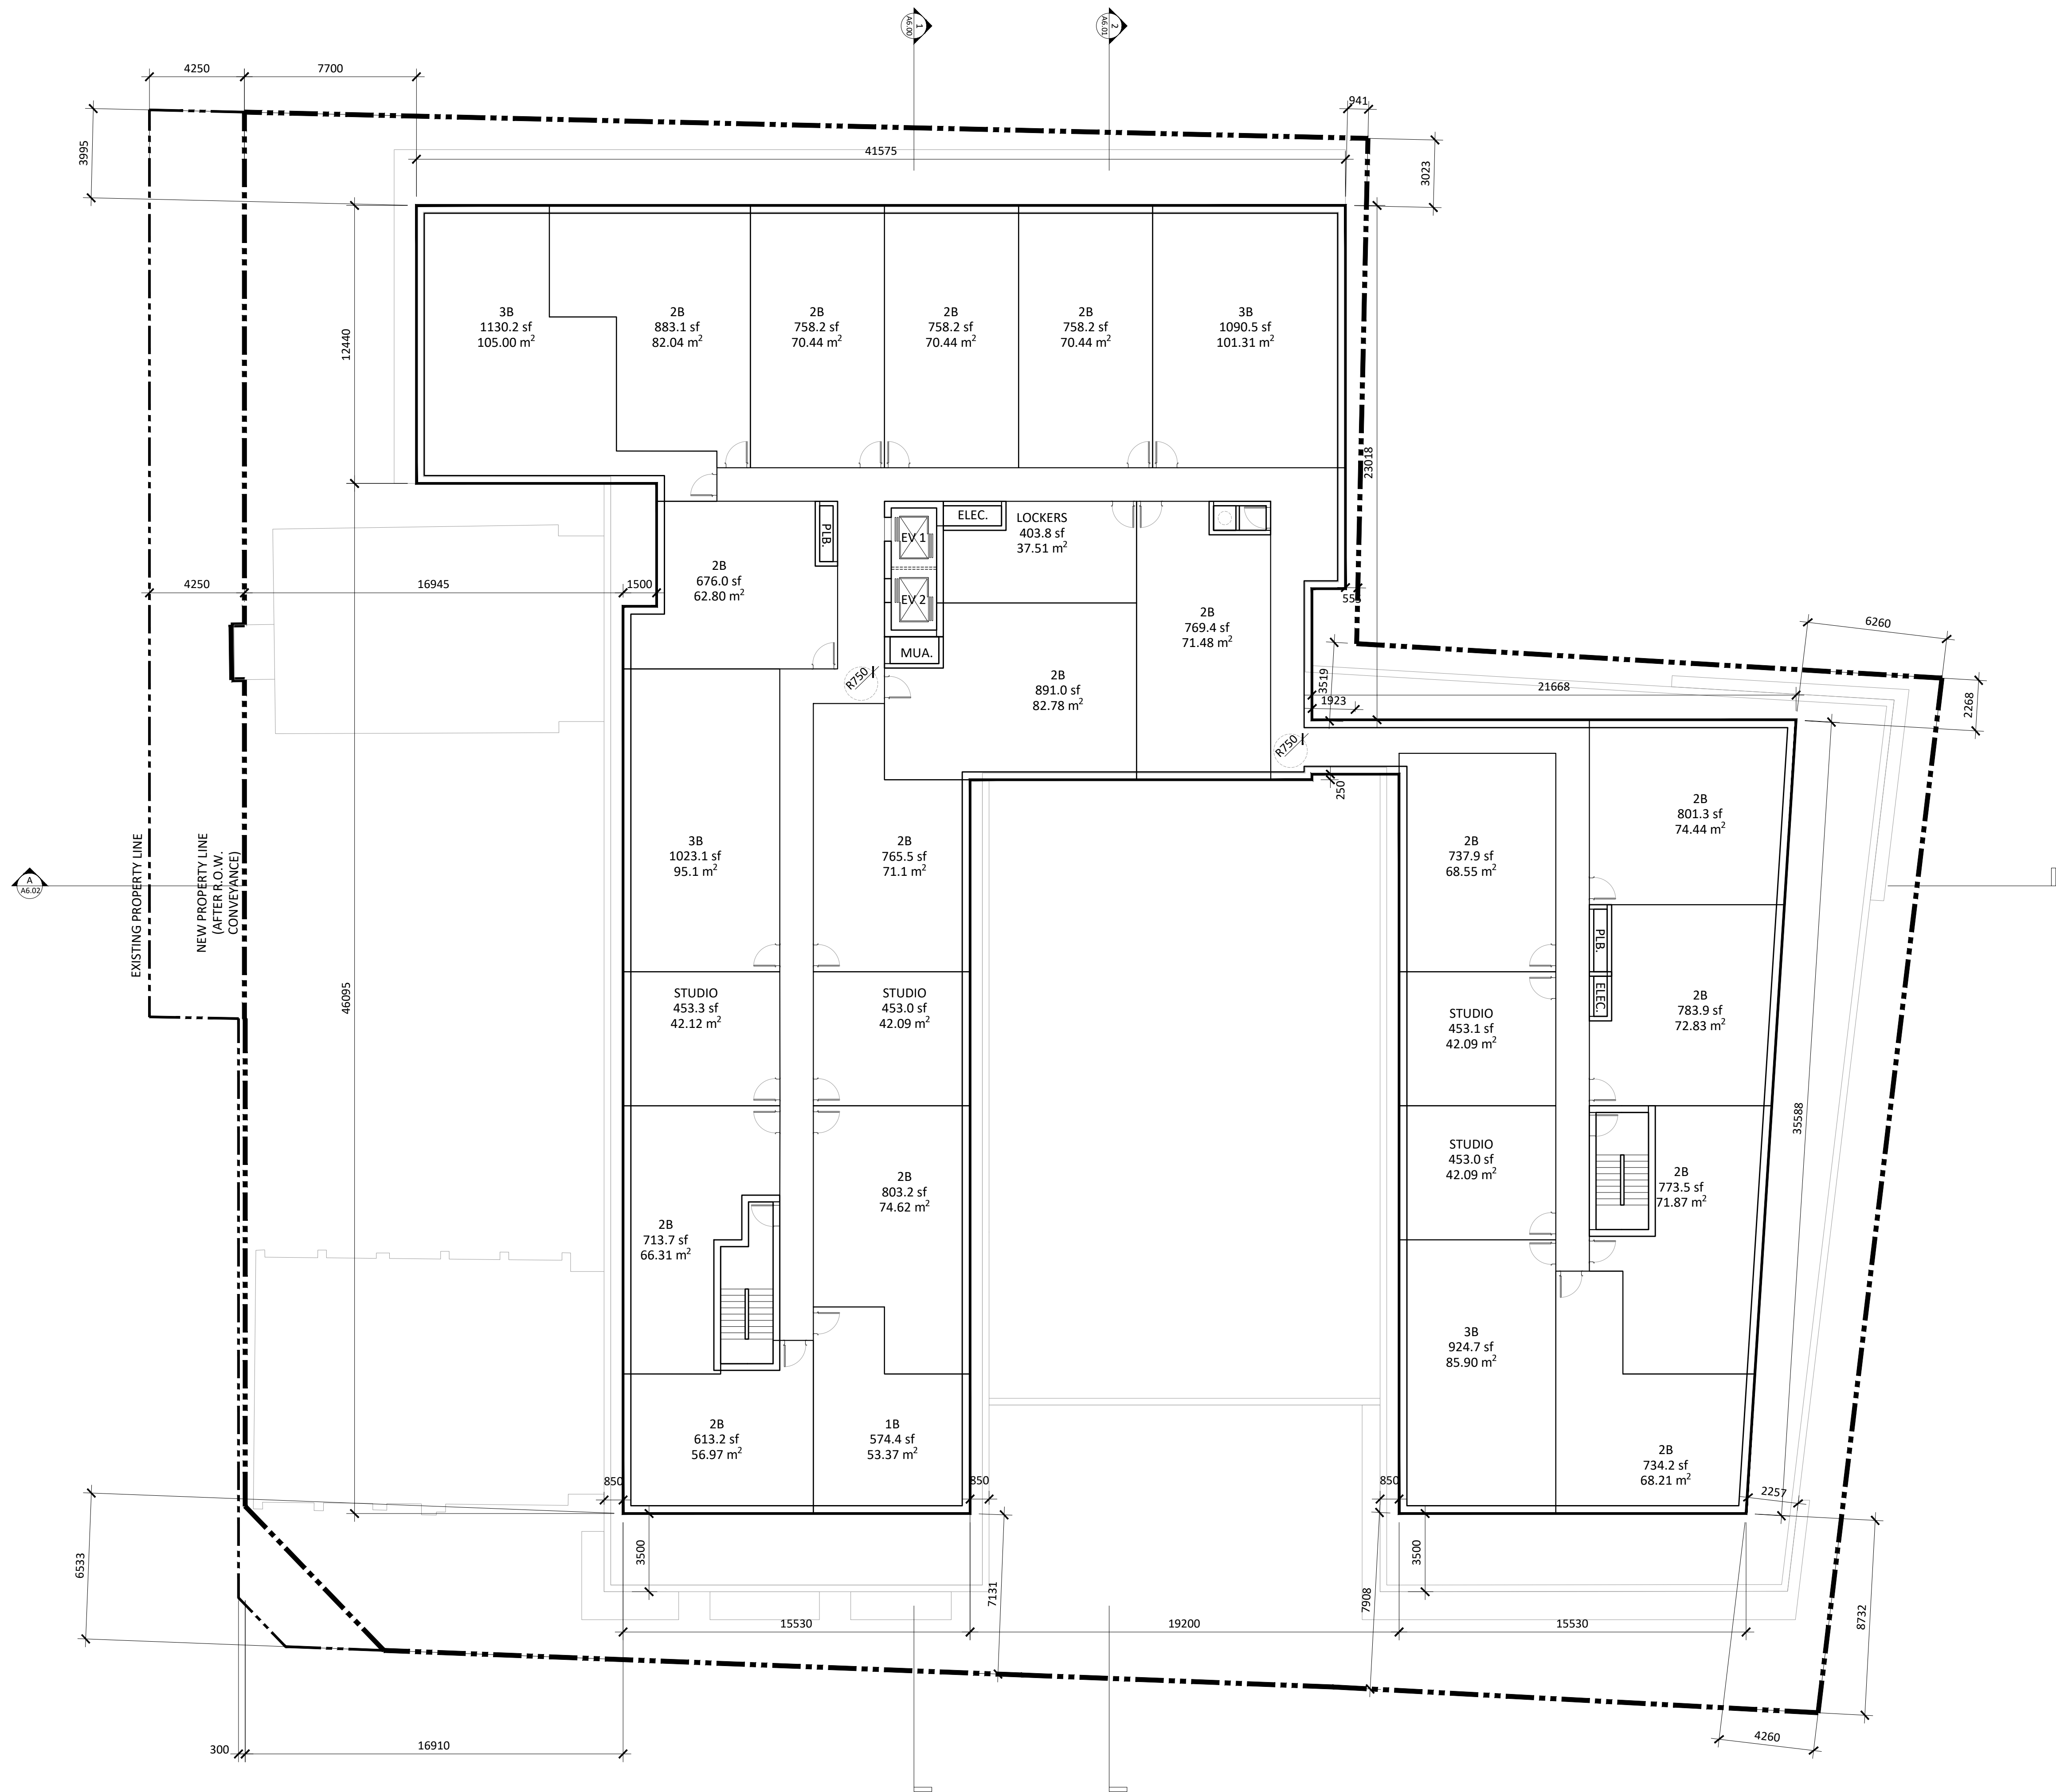 1
A6.00
2
A6.01
4250
7700
941
3995
41575
3023
12440
23018
3B
1130.2 sf
105.00 m²
2B
883.1 sf
82.04 m²
2B
758.2 sf
70.44 m²
2B
758.2 sf
70.44 m²
2B
758.2 sf
70.44 m²
3B
1090.5 sf
101.31 m²
PLB.
EV 1
EV 2
ELEC.
MUA.
LOCKERS
403.8 sf
37.51 m²
4250
16945
1500
555
2B
676.0 sf
62.80 m²
2B
769.4 sf
71.48 m²
2B
891.0 sf
82.78 m²
R750
R750
6260
3519
21668
1923
2268
250
EXISTING PROPERTY LINE
NEW PROPERTY LINE
(AFTER R.O.W.
CONVEYANCE)
A
A6.02
46095
3B
1023.1 sf
95.1 m²
2B
765.5 sf
71.1 m²
2B
737.9 sf
68.55 m²
2B
801.3 sf
74.44 m²
PLB.
ELEC.
STUDIO
453.3 sf
42.12 m²
STUDIO
453.0 sf
42.09 m²
STUDIO
453.1 sf
42.09 m²
2B
783.9 sf
72.83 m²
35588
STUDIO
453.0 sf
42.09 m²
2B
773.5 sf
71.87 m²
2B
803.2 sf
74.62 m²
2B
713.7 sf
66.31 m²
3B
924.7 sf
85.90 m²
2B
613.2 sf
56.97 m²
1B
574.4 sf
53.37 m²
2B
734.2 sf
68.21 m²
850
850
850
2257
6533
3500
7131
7908
3500
8732
15530
19200
15530
300
16910
4260